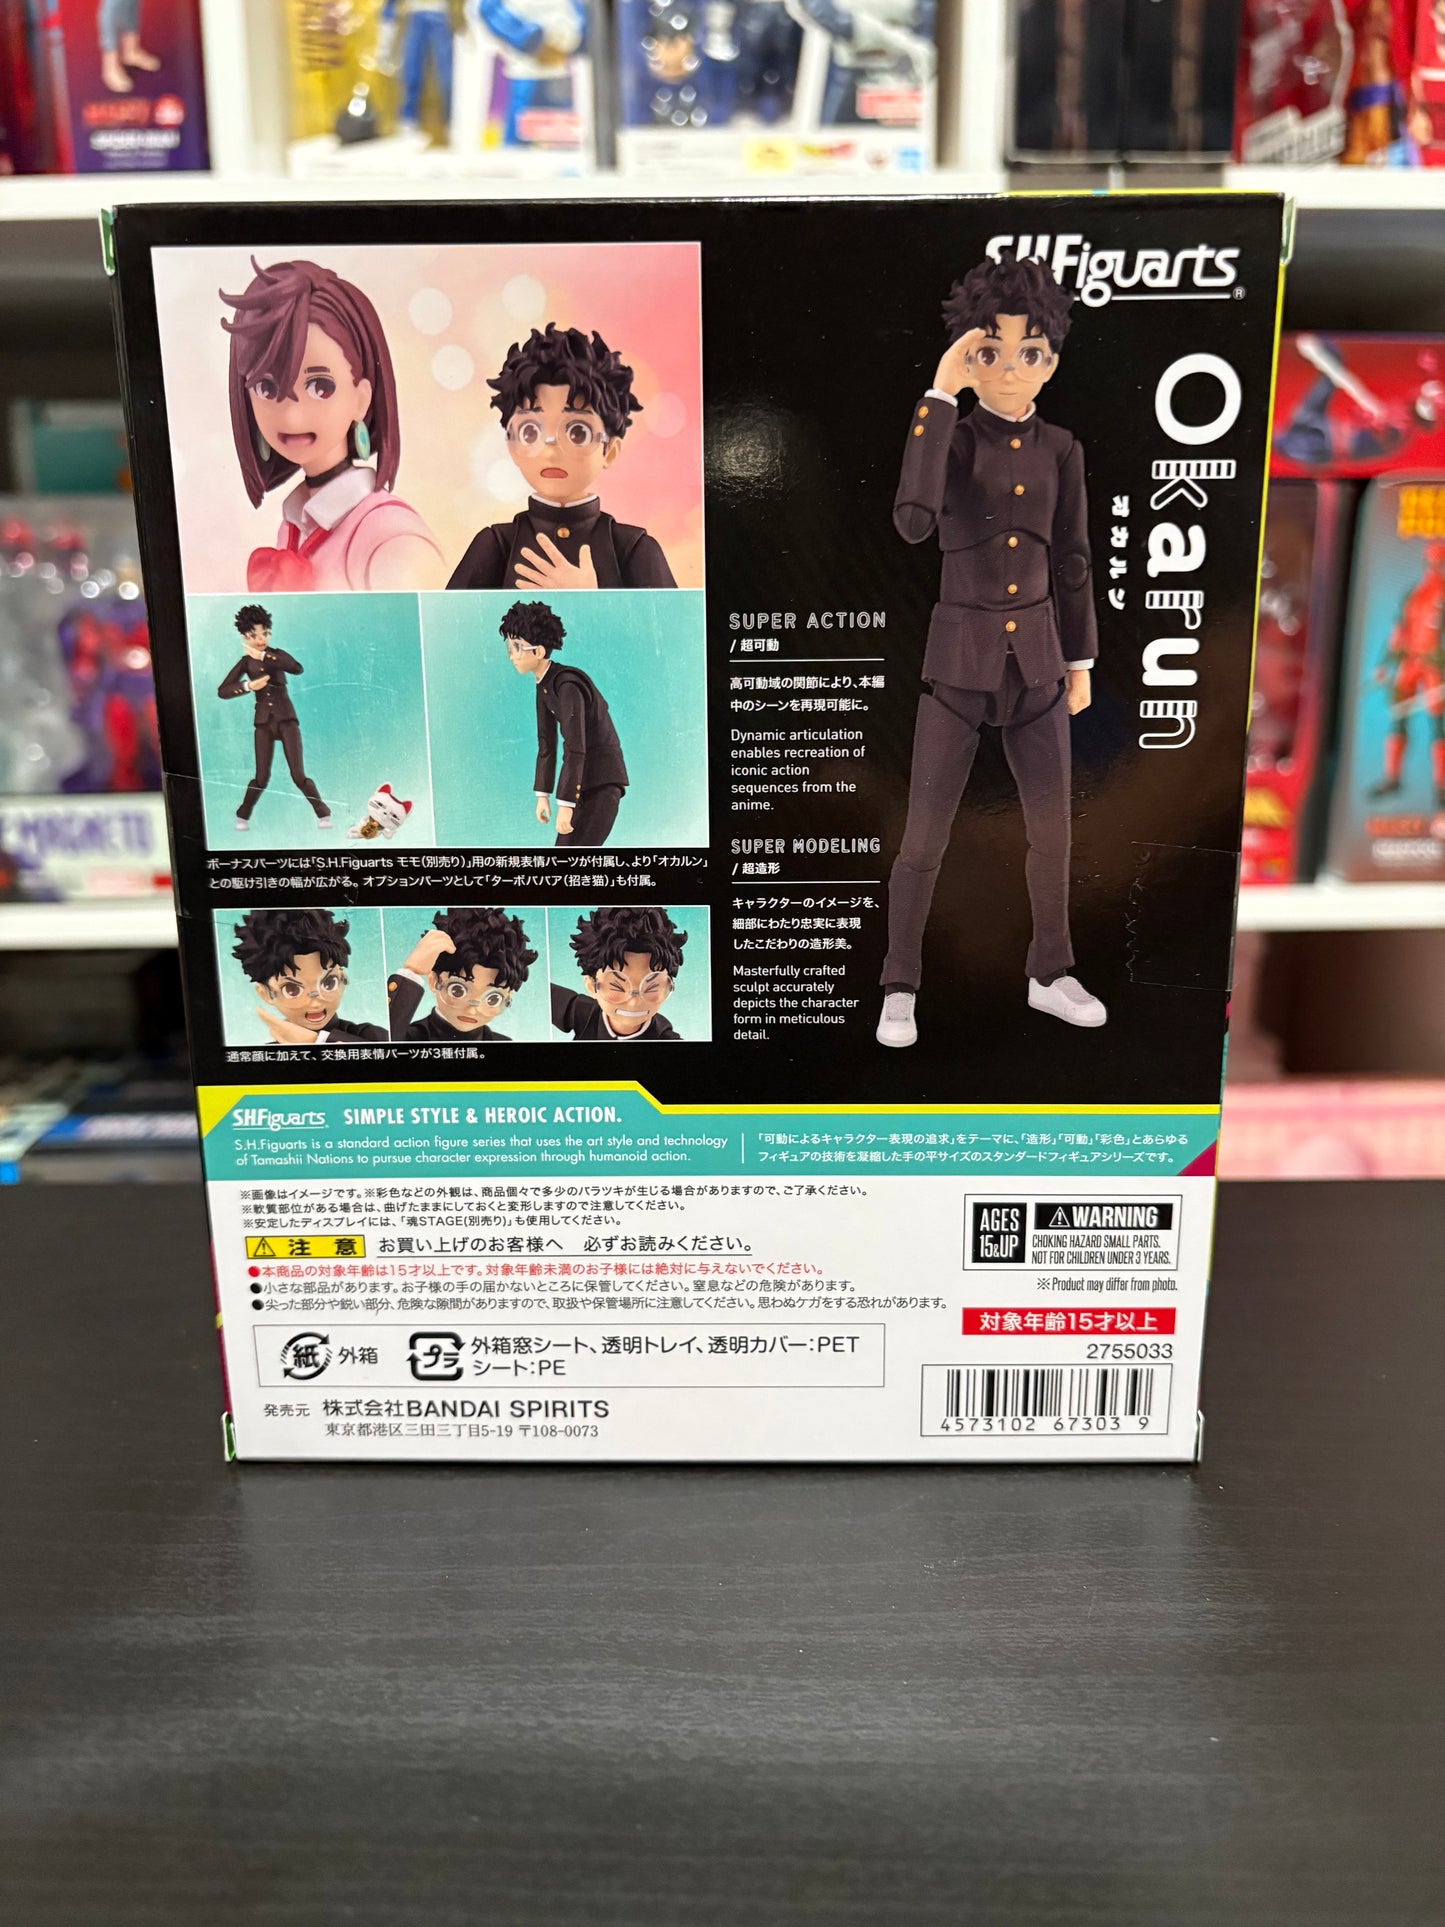 S.H.Figuarts
®
Okarun
オカルン
SUPER ACTION
/ 超可動
高可動域の関節により、本編
中のシーンを再現可能に。
Dynamic articulation
enables recreation of
iconic action
sequences from the
anime.
SUPER MODELING
/ 超造形
キャラクターのイメージを、
細部にわたり忠実に表現
したこだわりの造形美。
Masterfully crafted
sculpt accurately
depicts the character
form in meticulous
detail.
ボーナスパーツには「S.H.Figuarts モモ(別売り)」用の新規表情パーツが付属し、より「オカルン」
との駆け引きの幅が広がる。オプションパーツとして「ターボババア(招き猫)」も付属。
通常顔に加えて、交換用表情パーツが3種付属。
S.H.Figuarts SIMPLE STYLE & HEROIC ACTION.
S.H.Figuarts is a standard action figure series that uses the art style and technology
of Tamashii Nations to pursue character expression through humanoid action.
「可動によるキャラクター表現の追求」をテーマに、「造形」「可動」「彩色」とあらゆる
フィギュアの技術を凝縮した手の平サイズのスタンダードフィギュアシリーズです。
※画像はイメージです。※彩色などの外観は、商品個々で多少のバラツキが生じる場合がありますので、ご了承ください。
※軟質部位がある場合は、曲げたままにしておくと変形しますので注意してください。
※安定したディスプレイには、「魂STAGE(別売り)」も使用してください。
注 意 お買い上げのお客様へ 必ずお読みください。
●本商品の対象年齢は15才以上です。対象年齢未満のお子様には絶対に与えないでください。
●小さな部品があります。お子様の手の届かないところに保管してください。窒息などの危険があります。
●尖った部分や鋭い部分、危険な隙間がありますので、取扱や保管場所に注意してください。思わぬケガをする恐れがあります。
AGES
15&UP
WARNING
CHOKING HAZARD SMALL PARTS.
NOT FOR CHILDREN UNDER 3 YEARS.
※Product may differ from photo.
対象年齢15才以上
2755033
紙 外箱
プラ 外箱窓シート、透明トレイ、透明カバー:PET
シート:PE
発売元 株式会社BANDAI SPIRITS
東京都港区三田三丁目5-19 〒108-0073
4573102 67303 9
MAGNETO